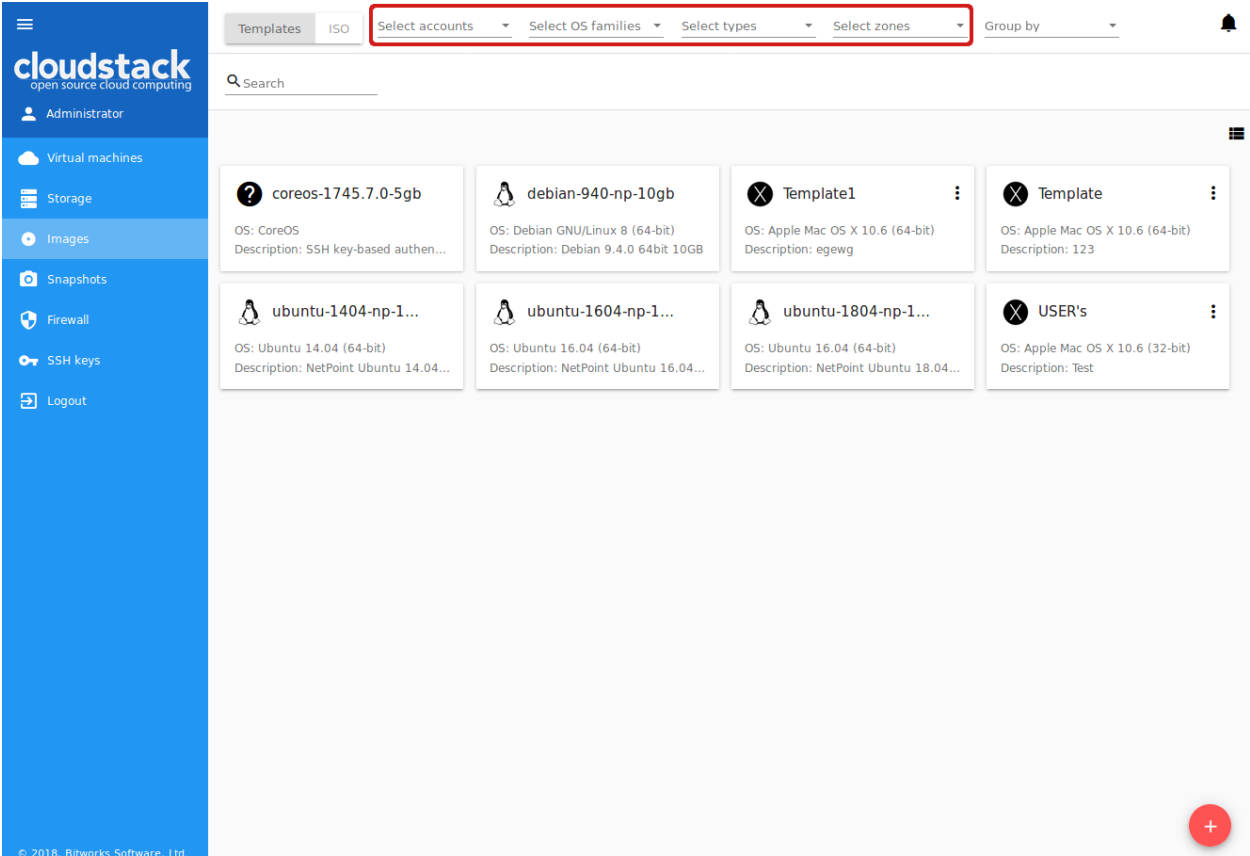 Templates ISO Select accounts Select OS families Select types Select zones Group by
cloudstack
open source cloud computing
Administrator
Virtual machines
Storage
Images
Snapshots
Firewall
SSH keys
Logout
© 2018, Bitworks Software, Ltd.
Search
coreos-1745.7.0-5gb
OS: CoreOS
Description: SSH key-based authen...
debian-940-np-10gb
OS: Debian GNU/Linux 8 (64-bit)
Description: Debian 9.4.0 64bit 10GB
Template1
OS: Apple Mac OS X 10.6 (64-bit)
Description: egewg
Template
OS: Apple Mac OS X 10.6 (64-bit)
Description: 123
ubuntu-1404-np-1...
OS: Ubuntu 14.04 (64-bit)
Description: NetPoint Ubuntu 14.04...
ubuntu-1604-np-1...
OS: Ubuntu 16.04 (64-bit)
Description: NetPoint Ubuntu 16.04...
ubuntu-1804-np-1...
OS: Ubuntu 16.04 (64-bit)
Description: NetPoint Ubuntu 18.04...
USER's
OS: Apple Mac OS X 10.6 (32-bit)
Description: Test